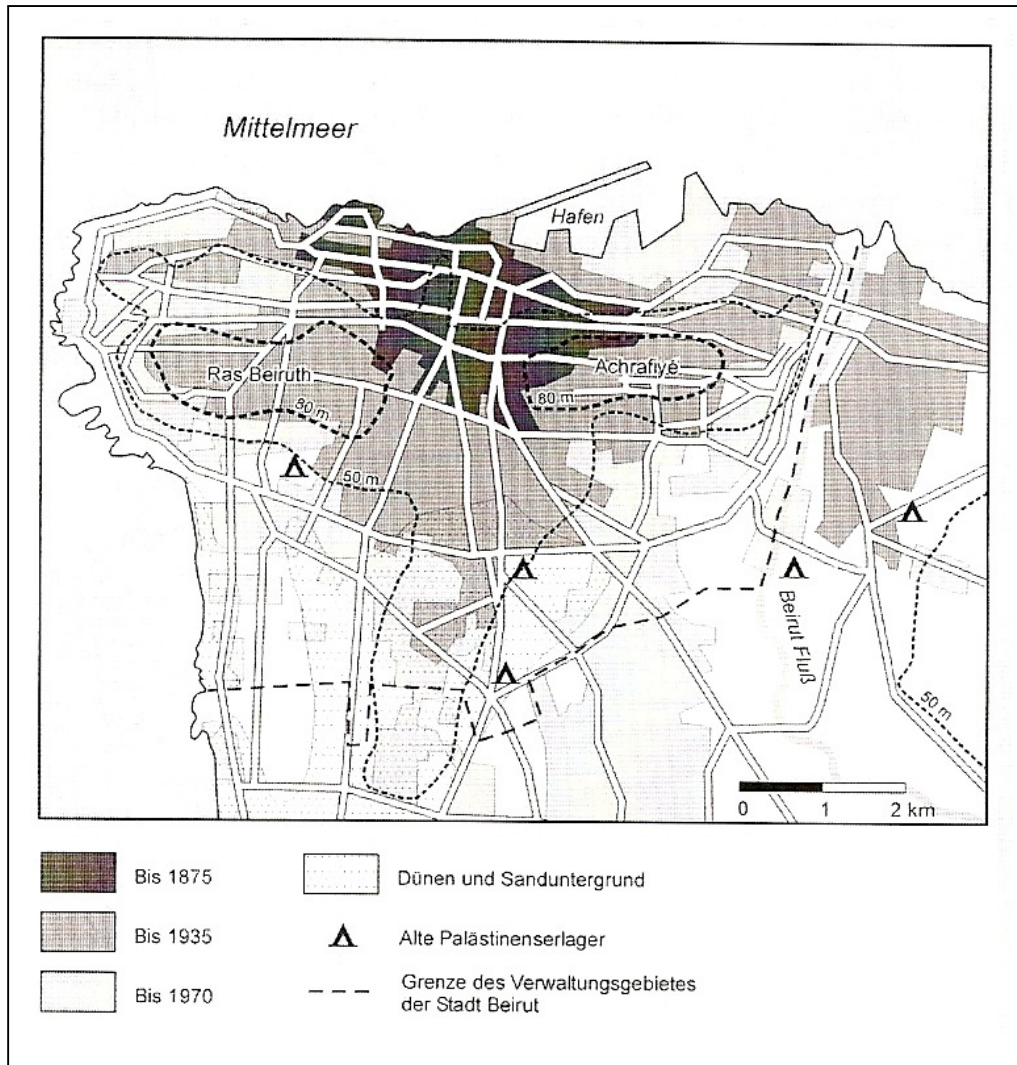 Mittelmeer
Hafen
Ras Beiruth
Achrafiyé
80 m
80 m
50 m
Beirut Fluß
50 m
0 1 2 km
Bis 1875
Bis 1935
Bis 1970
Dünen und Sanduntergrund
Alte Palästinenserlager
Grenze des Verwaltungsgebietes
der Stadt Beirut